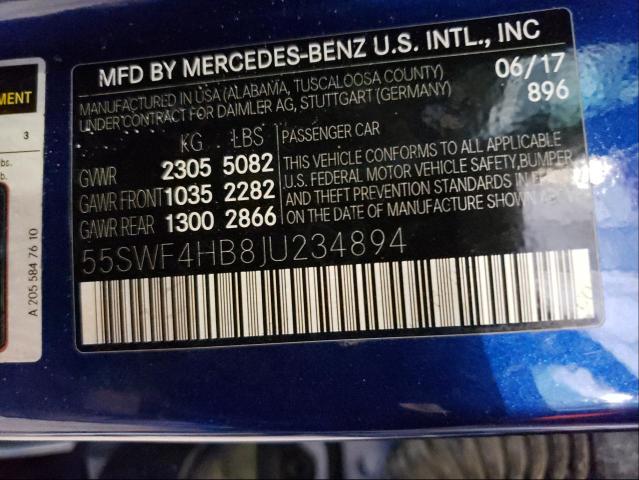 MFD BY MERCEDES-BENZ U.S. INTL., INC
MANUFACTURED IN USA (ALABAMA, TUSCALOOSA COUNTY) 06/17
UNDER CONTRACT FOR DAIMLER AG, STUTTGART (GERMANY) 896
KG LBS PASSENGER CAR
GVWR 2305 5082
GAWR FRONT 1035 2282
GAWR REAR 1300 2866
THIS VEHICLE CONFORMS TO ALL APPLICABLE
U.S. FEDERAL MOTOR VEHICLE SAFETY, BUMPER
AND THEFT PREVENTION STANDARDS IN
ON THE DATE OF MANUFACTURE SHOWN
55SWF4HB8JU234894
MENT
3
lbs.
A 205 584 76 10